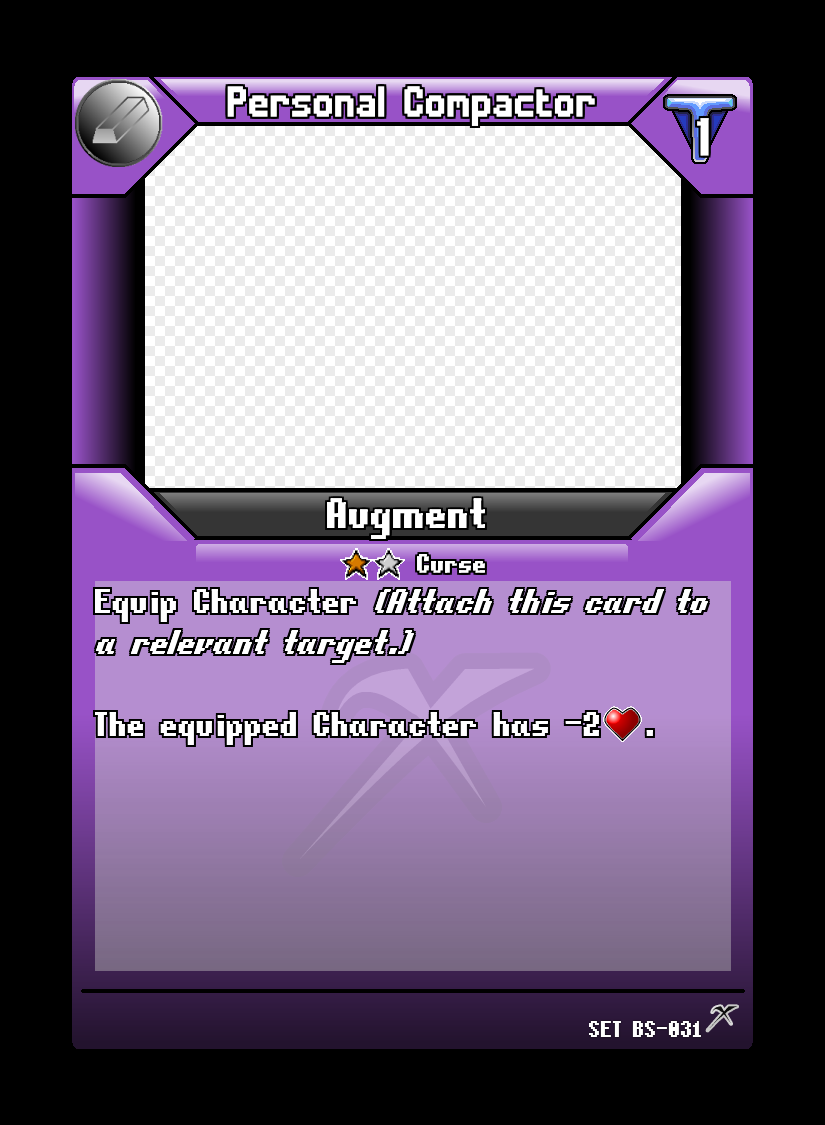 Personal Compactor
1
Augment
Curse
Equip Character (Attach this card to
a relevant target.)
The equipped Character has -2.
SET BS-031